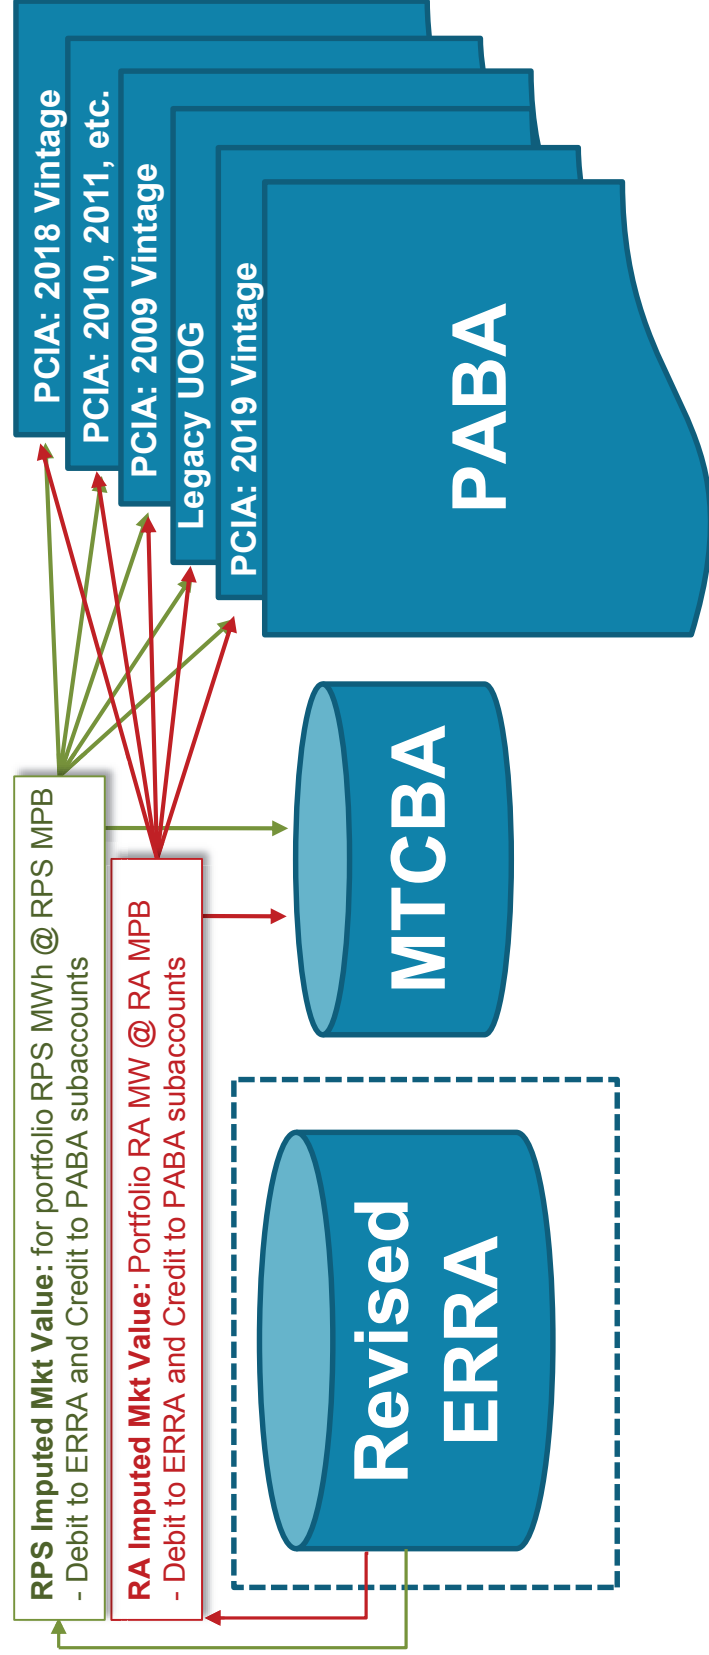 RPS Imputed Mkt Value: for portfolio RPS MWh @ RPS MPB
- Debit to ERRA and Credit to PABA subaccounts
RA Imputed Mkt Value: Portfolio RA MW @ RA MPB
- Debit to ERRA and Credit to PABA subaccounts
Revised
ERRA
MTCBA
PCIA: 2018 Vintage
PCIA: 2010, 2011, etc.
PCIA: 2009 Vintage
Legacy UOG
PCIA: 2019 Vintage
PABA